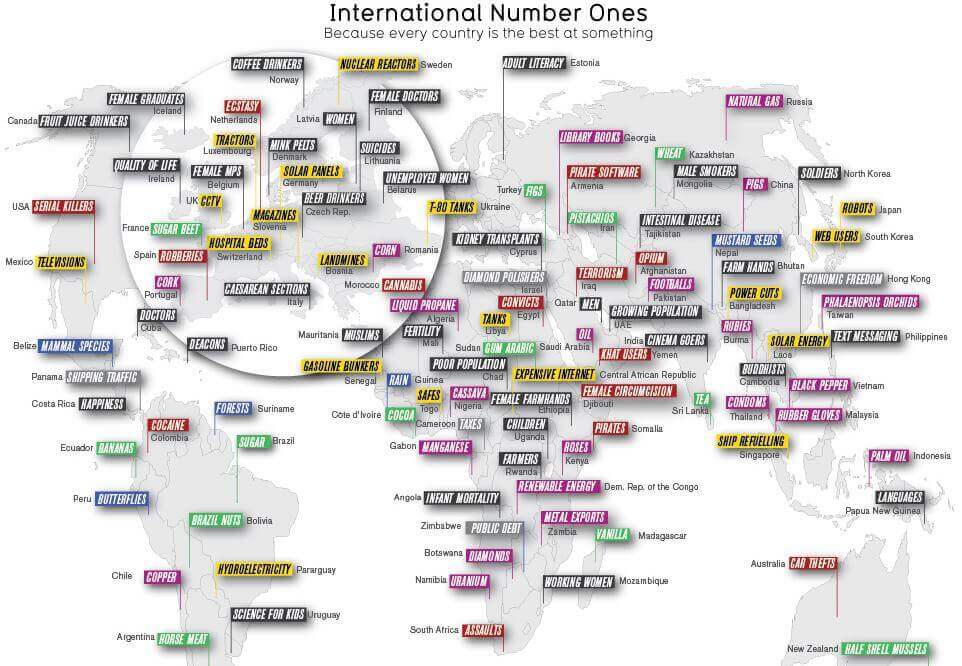 International Number Ones
Because every country is the best at something
COFFEE DRINKERS
Norway
NUCLEAR REACTORS Sweden
ADULT LITERACY Estonia
FEMALE GRADUATES
Iceland
ECSTASY
Netherlands
FEMALE DOCTORS
Finland
NATURAL GAS Russia
Canada FRUIT JUICE DRINKERS
Latvia WOMEN
TRACTORS
Luxembourg
MINK PELTS
Denmark
SUICIDES
Lithuania
LIBRARY BOOKS Georgia
WHEAT Kazakhstan
QUALITY OF LIFE
Ireland
FEMALE MPS
Belgium
SOLAR PANELS
Germany
UNEMPLOYED WOMEN
Belarus
PIRATE SOFTWARE
Armenia
MALE SMOKERS
Mongolia
PIGS China
SOLDIERS North Korea
Turkey FIGS
UK CCTV
BEER DRINKERS
Czech Rep.
USA SERIAL KILLERS
T-80 TANKS Ukraine
ROBOTS Japan
MAGAZINES
Slovenia
PISTACHIOS
Iran
INTESTINAL DISEASE
Tajikistan
France SUGAR BEET
HOSPITAL BEDS
Switzerland
KIDNEY TRANSPLANTS
Cyprus
MUSTARD SEEDS
Nepal
WEB USERS South Korea
Spain ROBBERIES
CORN Romania
Mexico TELEVISIONS
LANDMINES
Bosnia
OPIUM
Afghanistan
FARM HANDS Bhutan
TERRORISM
Iraq
DIAMOND POLISHERS
Israel
ECONOMIC FREEDOM Hong Kong
CORK
Portugal
CAESAREAN SECTIONS
Italy
Morocco CANNABIS
FOOTBALLS
Pakistan
POWER CUTS
Bangladesh
LIQUID PROPANE
Algeria
CONVICTS
Egypt
Qatar MEN
GROWING POPULATION
UAE
PHALAENOPSIS ORCHIDS
Taiwan
DOCTORS
Cuba
TANKS
Libya
RUBIES
Burma
Mauritania MUSLIMS
FERTILITY
Mali
OIL
Saudi Arabia
India CINEMA GOERS
SOLAR ENERGY
Laos
TEXT MESSAGING Philippines
Belize MAMMAL SPECIES
DEACONS Puerto Rico
Sudan GUM ARABIC
KHAT USERS Yemen
GASOLINE BUNKERS
Senegal
POOR POPULATION
Chad
EXPENSIVE INTERNET Central African Republic
BUDDHISTS
Cambodia
Panama SHIPPING TRAFFIC
RAIN Guinea
BLACK PEPPER Vietnam
SAFES
Togo
CASSAVA
Nigeria
FEMALE FARMHANDS
Ethiopia
FEMALE CIRCUMCISION
Djibouti
TEA
Sri Lanka
CONDOMS
Thailand
Costa Rica HAPPINESS
FORESTS Suriname
Côte d'Ivoire COCOA
RUBBER GLOVES Malaysia
COCAINE
Colombia
Cameroon TAXES
CHILDREN
Uganda
PIRATES Somalia
Ecuador BANANAS
SUGAR Brazil
Gabon MANGANESE
ROSES
Kenya
SHIP REFUELLING
Singapore
FARMERS
Rwanda
PALM OIL Indonesia
RENEWABLE ENERGY Dem. Rep. of the Congo
Peru BUTTERFLIES
Angola INFANT MORTALITY
LANGUAGES
Papua New Guinea
BRAZIL NUTS Bolivia
Zimbabwe PUBLIC DEBT
METAL EXPORTS
Zambia
VANILLA Madagascar
Botswana DIAMONDS
HYDROELECTRICITY Pararguay
Australia CAR THEFTS
Chile COPPER
Namibia URANIUM
WORKING WOMEN Mozambique
SCIENCE FOR KIDS Uruguay
South Africa ASSAULTS
Argentina HORSE MEAT
New Zealand HALF SHELL MUSSELS